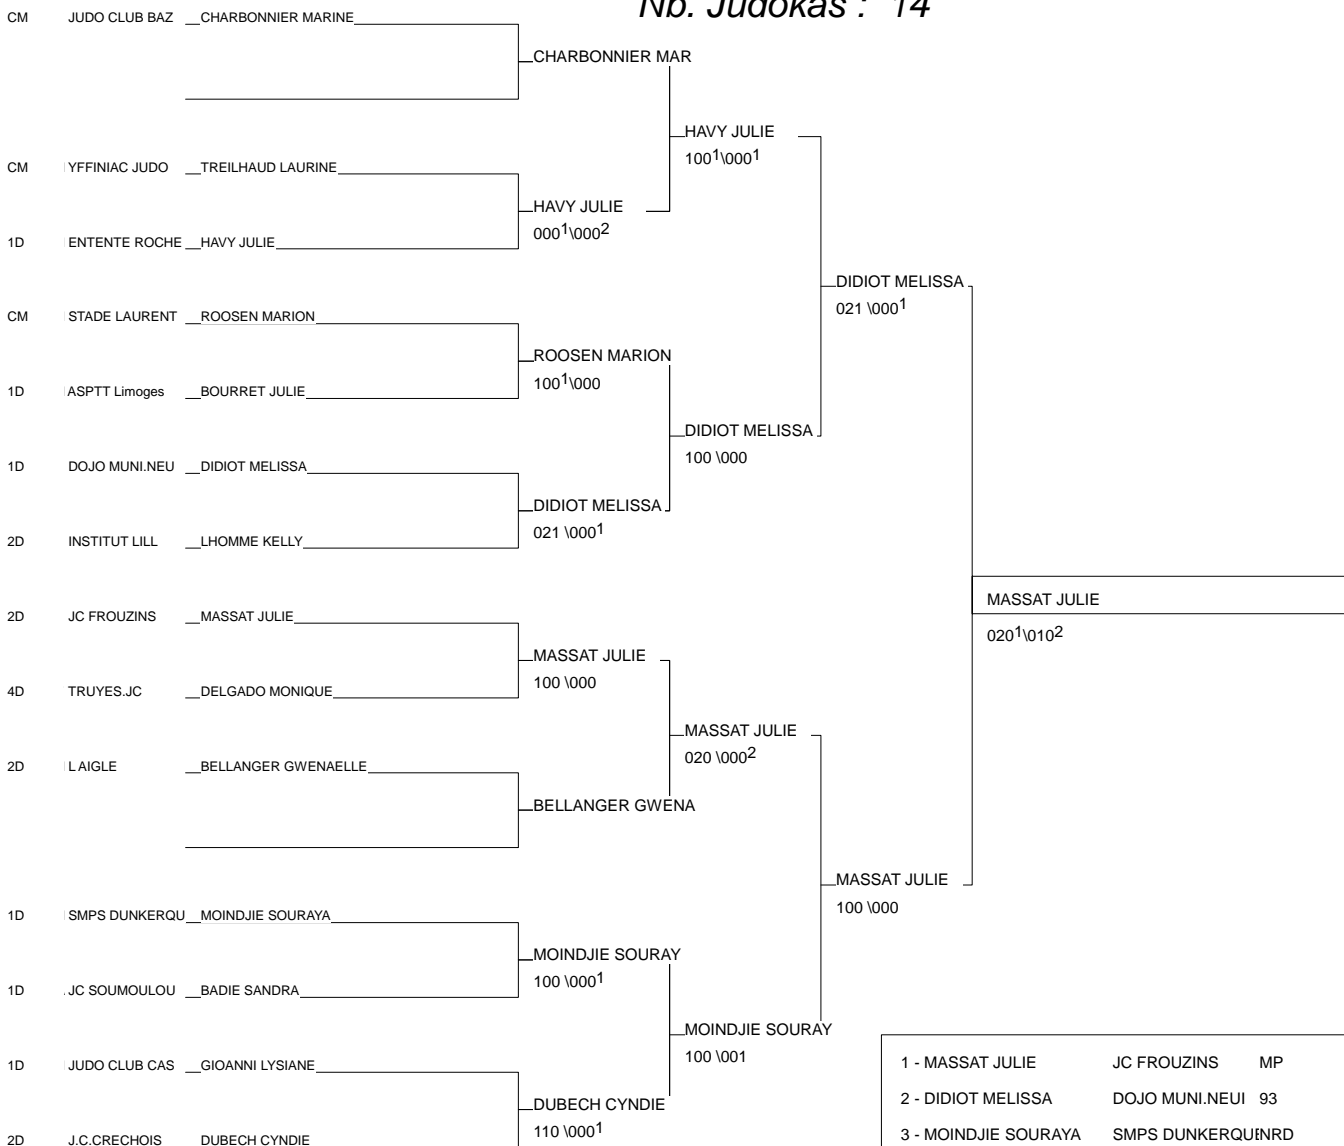 Nb. Judokas : 14
CM JUDO CLUB BAZ CHARBONNIER MARINE
CHARBONNIER MAR
HAVY JULIE
100¹\000¹
CM YFFINIAC JUDO TREILHAUD LAURINE
HAVY JULIE
000¹\000²
1D ENTENTE ROCHE HAVY JULIE
DIDIOT MELISSA
021 \000¹
CM STADE LAURENT ROOSEN MARION
ROOSEN MARION
100¹\000
1D ASPTT Limoges BOURRET JULIE
DIDIOT MELISSA
100 \000
1D DOJO MUNI.NEU DIDIOT MELISSA
DIDIOT MELISSA
021 \000¹
2D INSTITUT LILL LHOMME KELLY
MASSAT JULIE
020¹\010²
2D JC FROUZINS MASSAT JULIE
MASSAT JULIE
100 \000
4D TRUYES.JC DELGADO MONIQUE
MASSAT JULIE
020 \000²
2D L AIGLE BELLANGER GWENAELLE
BELLANGER GWENA
MASSAT JULIE
100 \000
1D SMPS DUNKERQU MOINDJIE SOURAYA
MOINDJIE SOURAY
100 \000¹
1D JC SOUMOULOU BADIE SANDRA
MOINDJIE SOURAY
100 \001
1D JUDO CLUB CAS GIOANNI LYSIANE
DUBECH CYNDIE
110 \000¹
2D J.C.CRECHOIS DUBECH CYNDIE
1 - MASSAT JULIE JC FROUZINS MP
2 - DIDIOT MELISSA DOJO MUNI.NEUI 93
3 - MOINDJIE SOURAYA SMPS DUNKERQUINRD